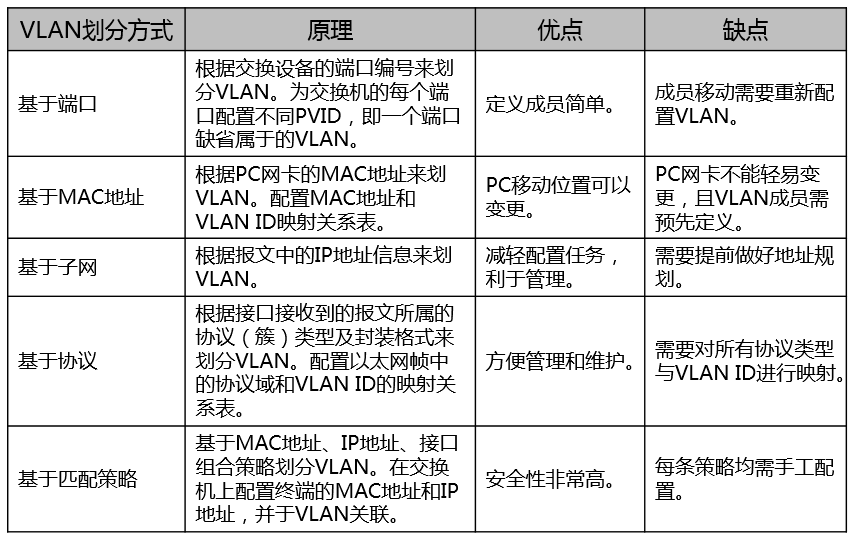 VLAN划分方式
原理
优点
缺点
基于端口
根据交换设备的端口编号来划
分VLAN。为交换机的每个端
口配置不同PVID，即一个端口
缺省属于的VLAN。
定义成员简单。
成员移动需要重新配
置VLAN。
基于MAC地址
根据PC网卡的MAC地址来划
VLAN。配置MAC地址和
VLAN ID映射关系表。
PC移动位置可以
变更。
PC网卡不能轻易变
更，且VLAN成员需
预先定义。
基于子网
根据报文中的IP地址信息来划
VLAN。
减轻配置任务，
利于管理。
需要提前做好地址规
划。
基于协议
根据接口接收到的报文所属的
协议（簇）类型及封装格式来
划分VLAN。配置以太网帧中
的协议域和VLAN ID的映射关
系表。
方便管理和维护。
需要对所有协议类型
与VLAN ID进行映射。
基于匹配策略
基于MAC地址、IP地址、接口
组合策略划分VLAN。在交换
机上配置终端的MAC地址和IP
地址，并于VLAN关联。
安全性非常高。
每条策略均需手工配
置。